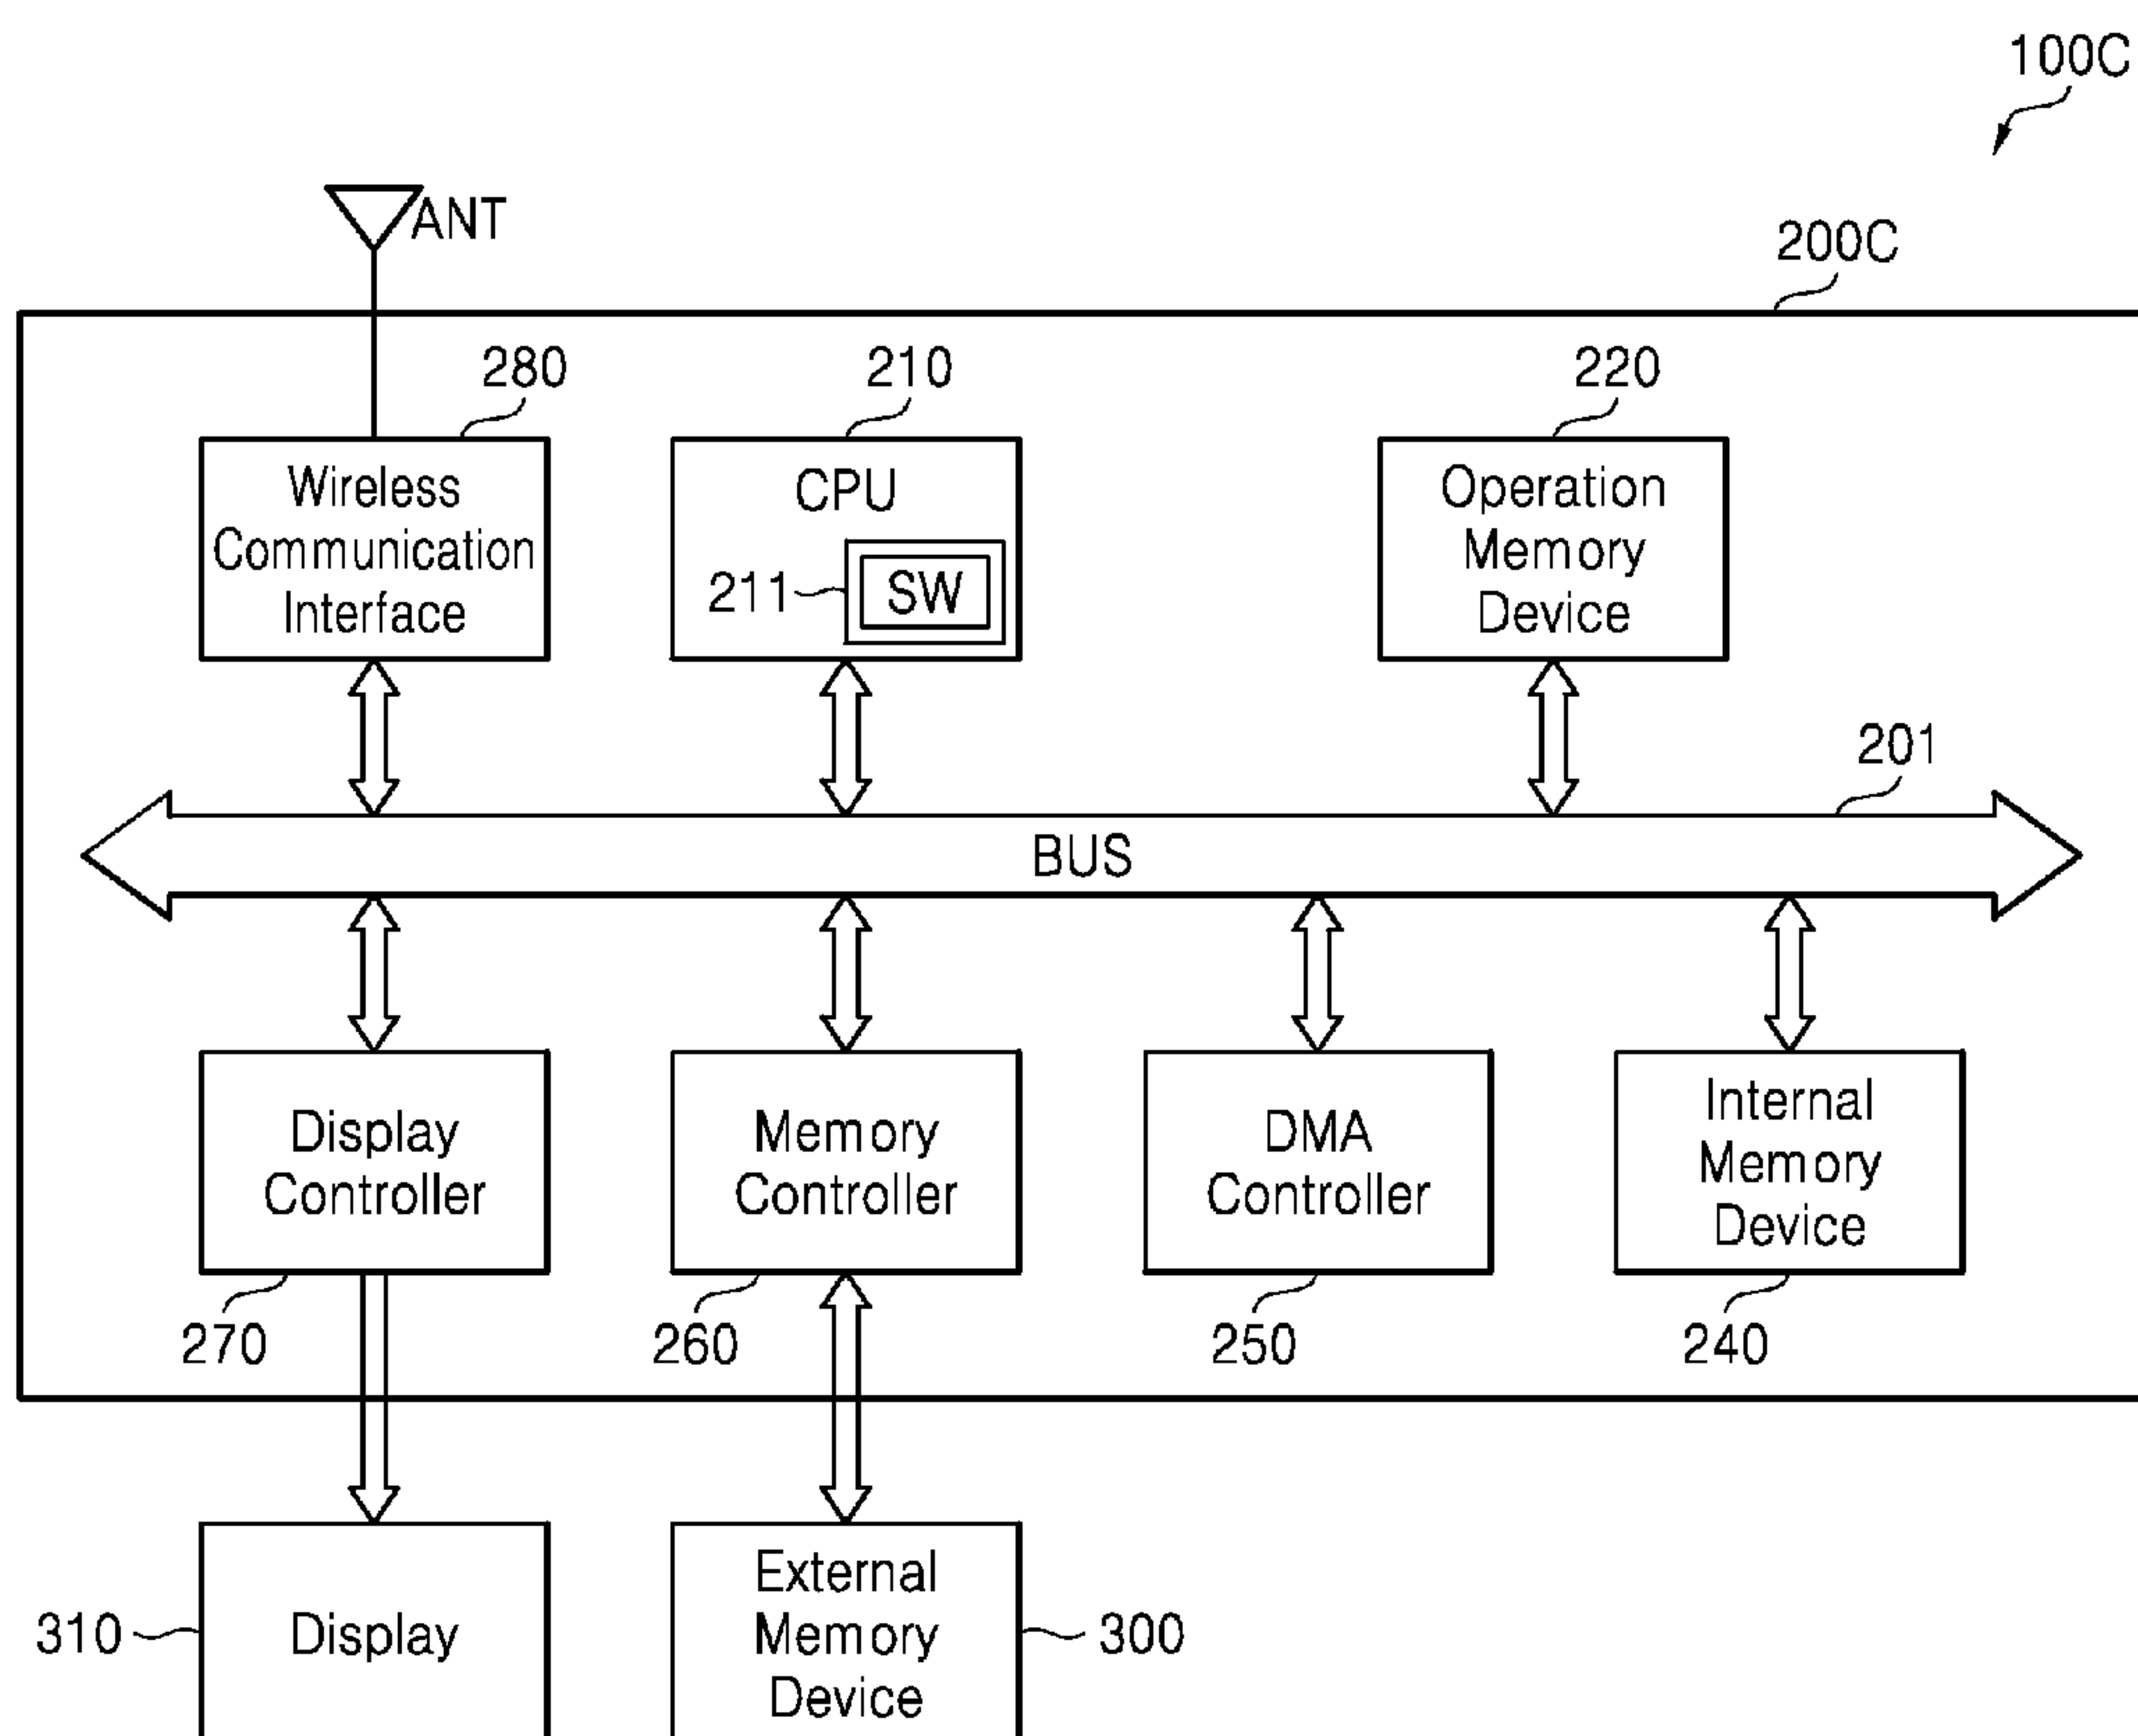 100C
ANT
200C
280
210
220
Wireless
Communication
Interface
CPU
211
SW
Operation
Memory
Device
201
BUS
Display
Controller
Memory
Controller
DMA
Controller
Internal
Memory
Device
270
260
250
240
310
Display
External
Memory
Device
300